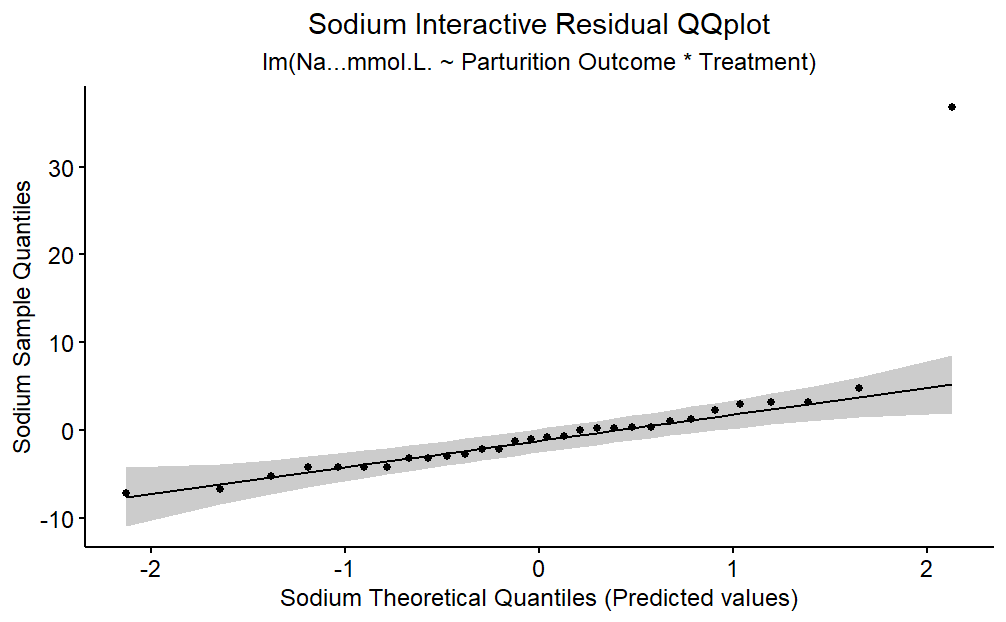 Sodium Interactive Residual QQplot
lm(Na...mmol.L. ~ Parturition Outcome * Treatment)
Sodium Sample Quantiles
30
20
10
0
-10
-2
-1
0
1
2
Sodium Theoretical Quantiles (Predicted values)